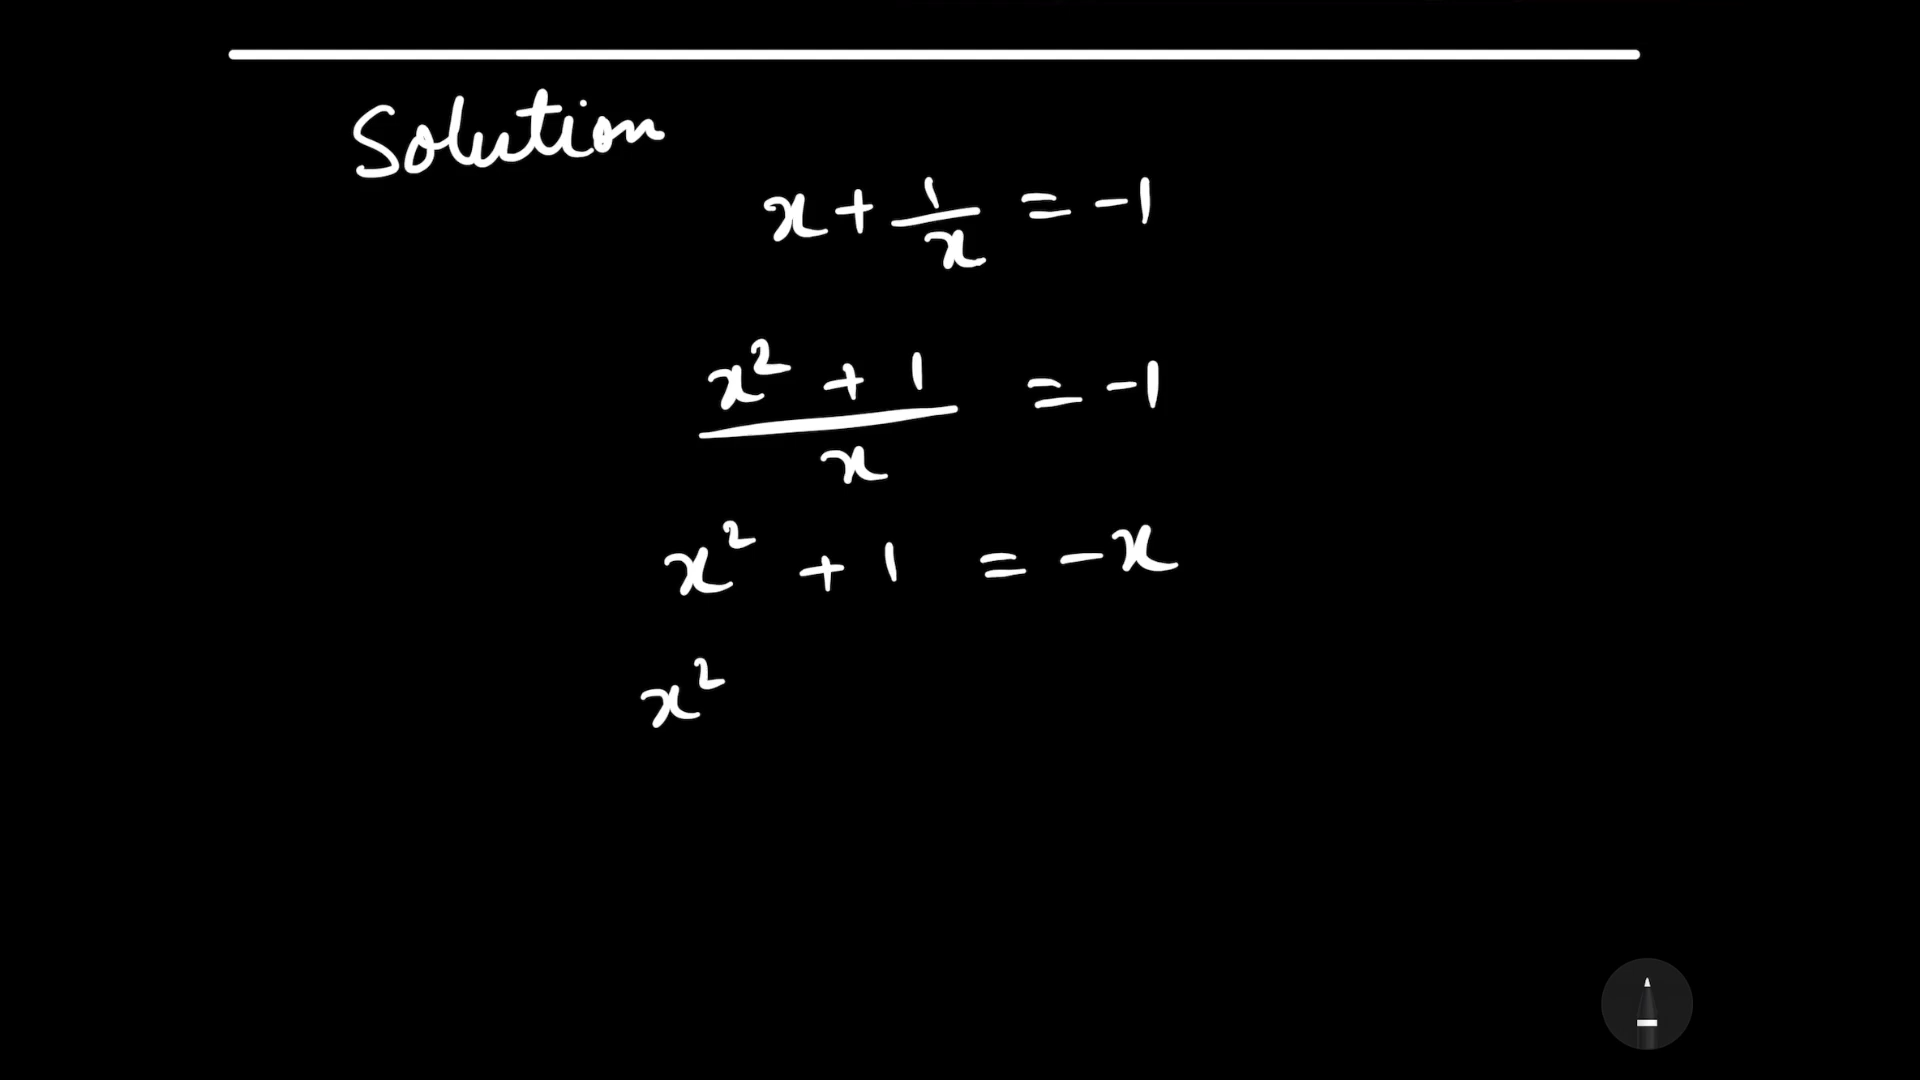 Solution
x + 1/x = -1
x² + 1 / x = -1
x² + 1 = -x
x²